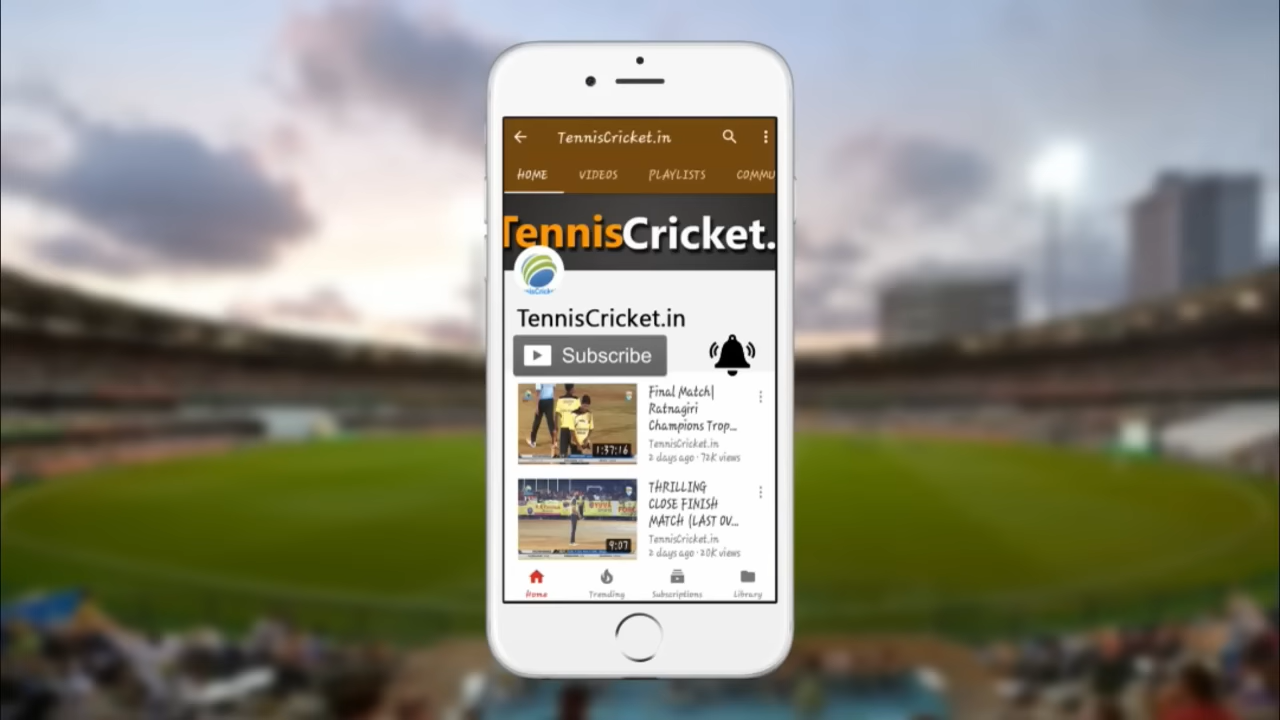 TennisCricket.in
HOME VIDEOS PLAYLISTS COMMU
TennisCricket.
TennisCricket.in
Subscribe
Final Match|
Ratnagiri
Champions Trop...
TennisCricket.in
2 days ago · 72K views
1:37:16
THRILLING
CLOSE FINISH
MATCH (LAST OV...
TennisCricket.in
2 days ago · 20K views
9:07
Home Trending Subscriptions Library